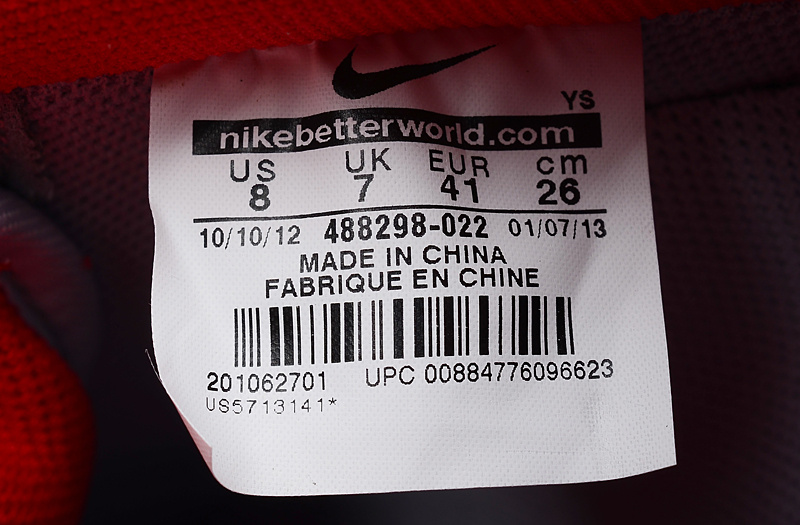 YS
nikebetterworld.com
US UK EUR cm
8 7 41 26
10/10/12 488298-022 01/07/13
MADE IN CHINA
FABRIQUE EN CHINE
201062701 UPC 00884776096623
US5713141*